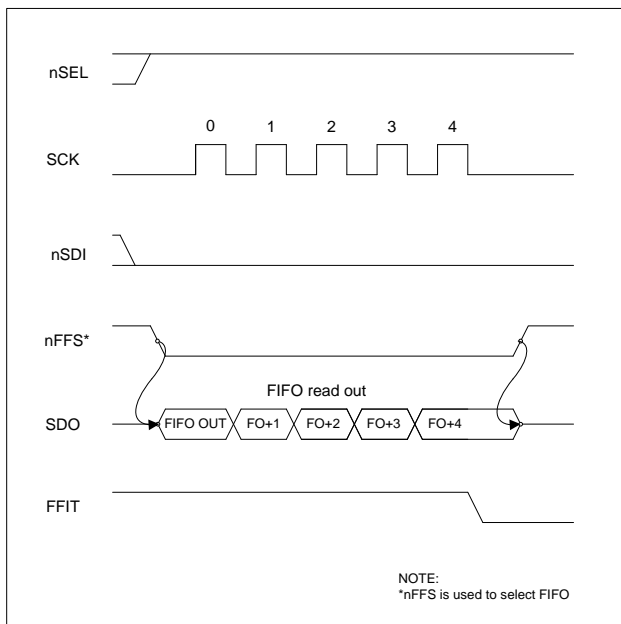 nSEL
0 1 2 3 4
SCK
nSDI
nFFS*
FIFO read out
SDO
FIFO OUT FO+1 FO+2 FO+3 FO+4
FFIT
NOTE:
*nFFS is used to select FIFO